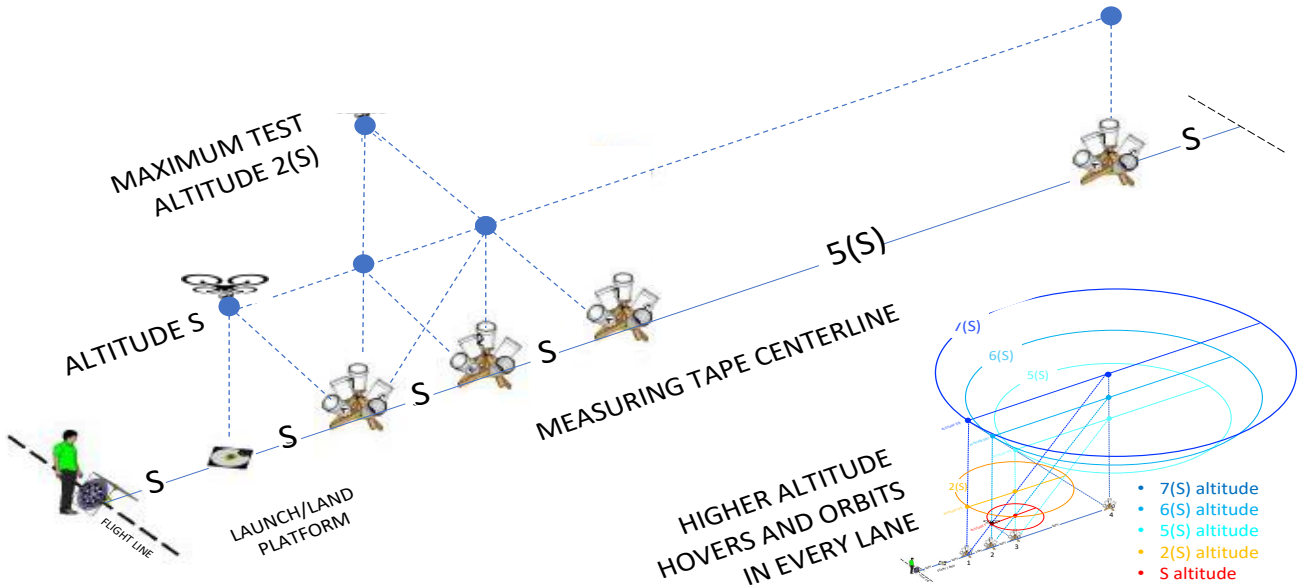 MAXIMUM TEST
ALTITUDE 2(S)
S
5(S)
ALTITUDE S
S
MEASURING TAPE CENTERLINE
S
S
S
FLIGHT LINE
LAUNCH/LAND
PLATFORM
HIGHER ALTITUDE
HOVERS AND ORBITS
IN EVERY LANE
7(S)
6(S)
5(S)
2(S)
1
2
3
4
• 7(S) altitude
• 6(S) altitude
• 5(S) altitude
• 2(S) altitude
• S altitude